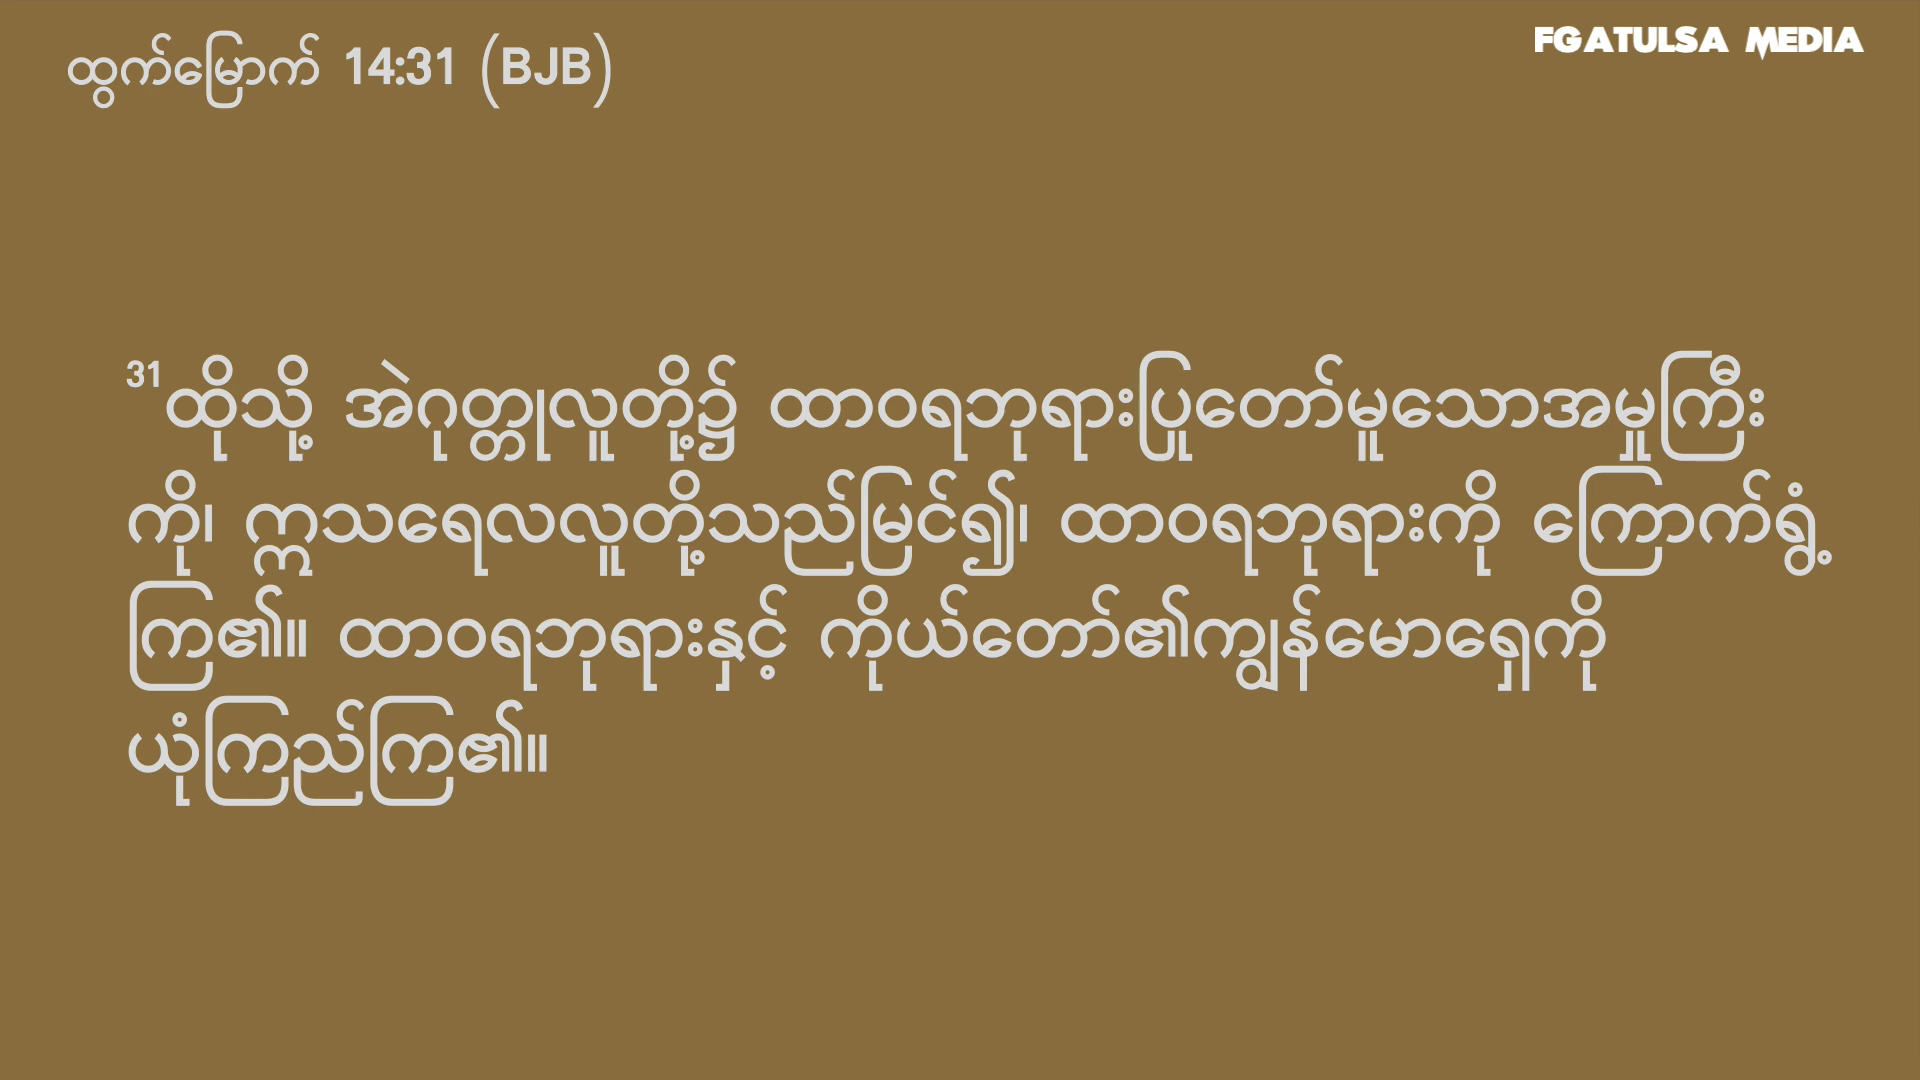 ထွက်မြောက် 14:31 (BJB)
FGATULSA MEDIA
31 ထိုသို့ အဲဂုတ္တုလူတို့၌ ထာဝရဘုရားပြုတော်မူသောအမှုကြီး
ကို၊ ဣသရေလလူတို့သည်မြင်၍၊ ထာဝရဘုရားကို ကြောက်ရွံ့
ကြ၏။ ထာဝရဘုရားနှင့် ကိုယ်တော်၏ကျွန်မောရှေကို
ယုံကြည်ကြ၏။